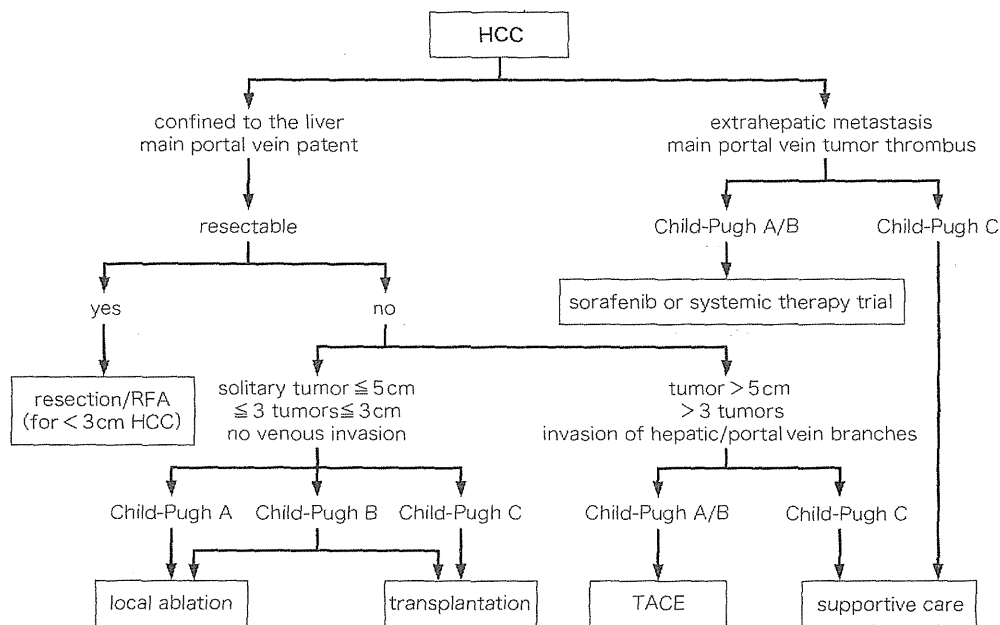 HCC
confined to the liver
main portal vein patent
extrahepatic metastasis
main portal vein tumor thrombus
resectable
Child-Pugh A/B
Child-Pugh C
yes
no
sorafenib or systemic therapy trial
resection/RFA
(for < 3cm HCC)
solitary tumor ≦ 5cm
≦ 3 tumors ≦ 3cm
no venous invasion
tumor > 5cm
> 3 tumors
invasion of hepatic/portal vein branches
Child-Pugh A
Child-Pugh B
Child-Pugh C
Child-Pugh A/B
Child-Pugh C
local ablation
transplantation
TACE
supportive care